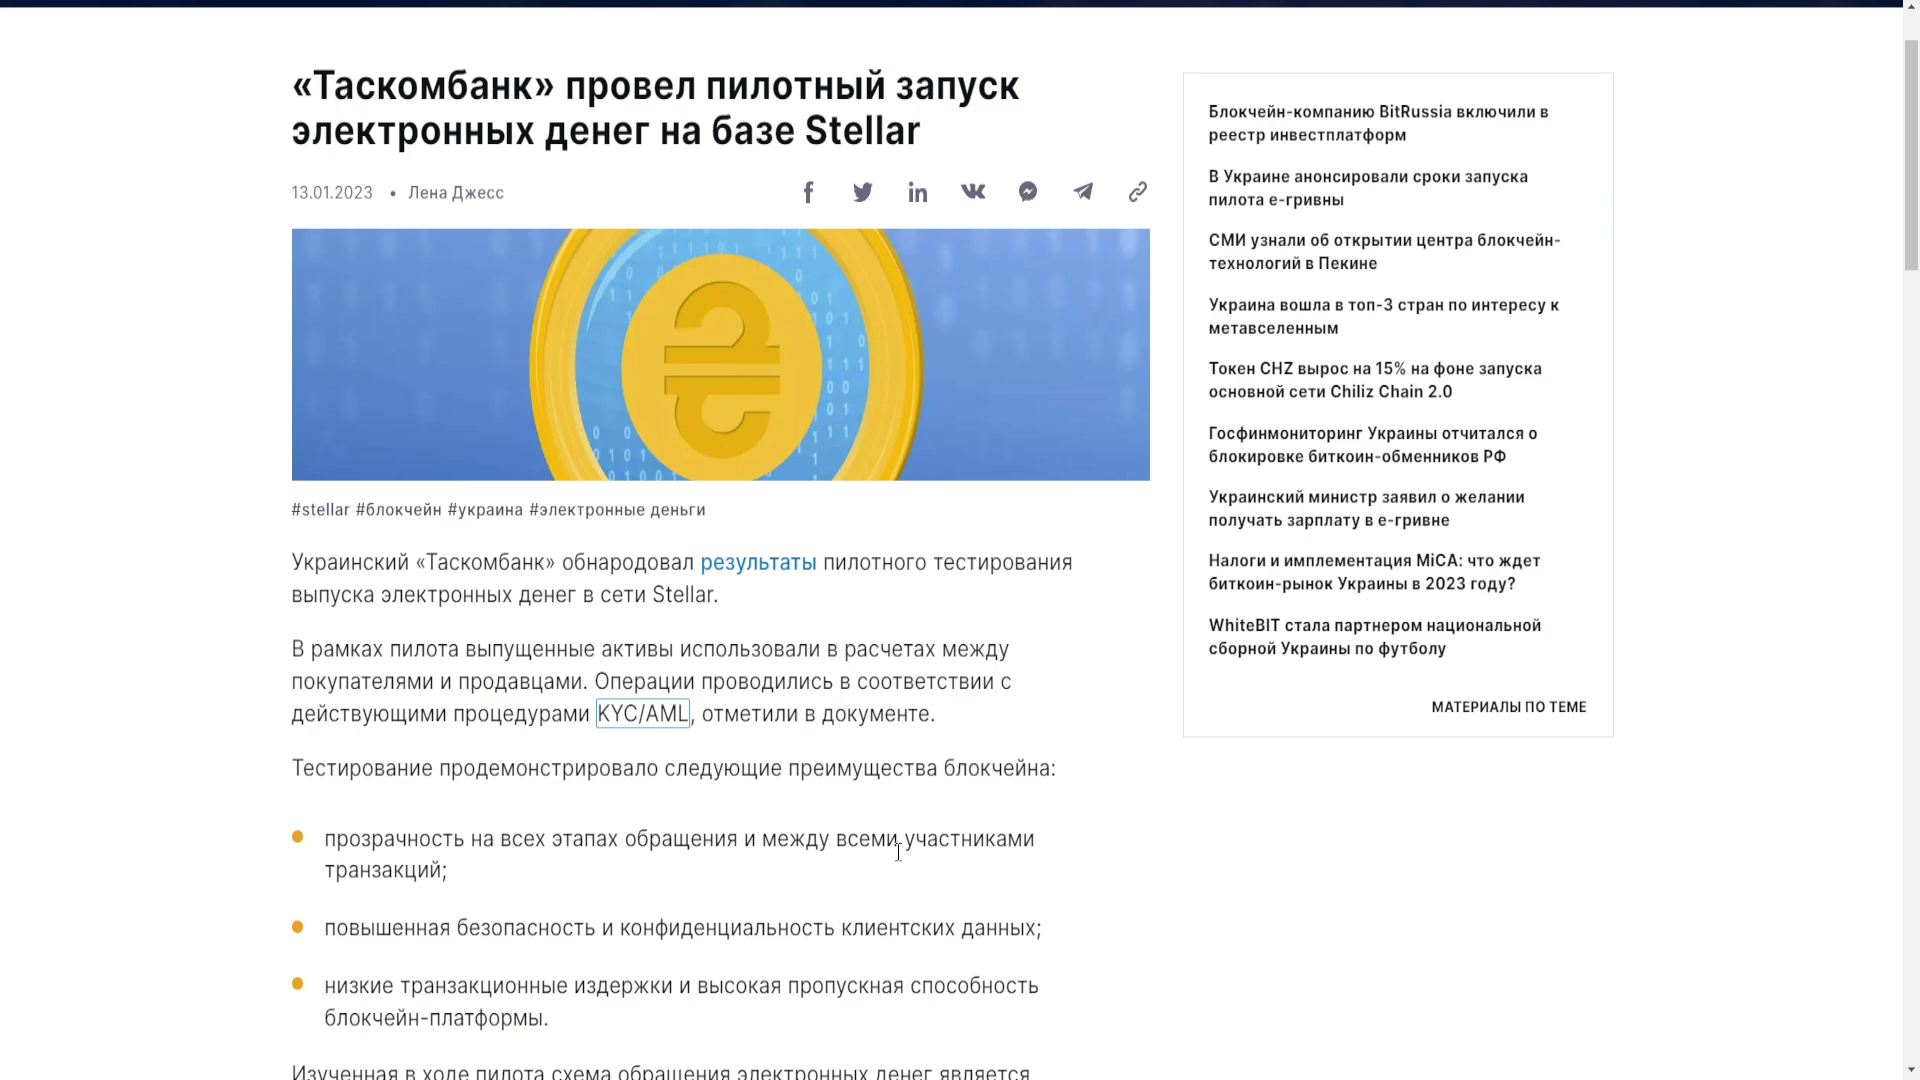 «Таскомбанк» провел пилотный запуск
электронных денег на базе Stellar
13.01.2023 • Лена Джесс
#stellar #блокчейн #украина #электронные деньги
Украинский «Таскомбанк» обнародовал результаты пилотного тестирования
выпуска электронных денег в сети Stellar.
В рамках пилота выпущенные активы использовали в расчетах между
покупателями и продавцами. Операции проводились в соответствии с
действующими процедурами KYC/AML, отметили в документе.
Тестирование продемонстрировало следующие преимущества блокчейна:
прозрачность на всех этапах обращения и между всеми участниками
транзакций;
повышенная безопасность и конфиденциальность клиентских данных;
низкие транзакционные издержки и высокая пропускная способность
блокчейн-платформы.
Изученная в ходе пилота схема обращения электронных денег является
Блокчейн-компанию BitRussia включили в
реестр инвестплатформ
В Украине анонсировали сроки запуска
пилота е-гривны
СМИ узнали об открытии центра блокчейн-
технологий в Пекине
Украина вошла в топ-3 стран по интересу к
метавселенным
Токен CHZ вырос на 15% на фоне запуска
основной сети Chiliz Chain 2.0
Госфинмониторинг Украины отчитался о
блокировке биткоин-обменников РФ
Украинский министр заявил о желании
получать зарплату в е-гривне
Налоги и имплементация MiCA: что ждет
биткоин-рынок Украины в 2023 году?
WhiteBIT стала партнером национальной
сборной Украины по футболу
МАТЕРИАЛЫ ПО ТЕМЕ